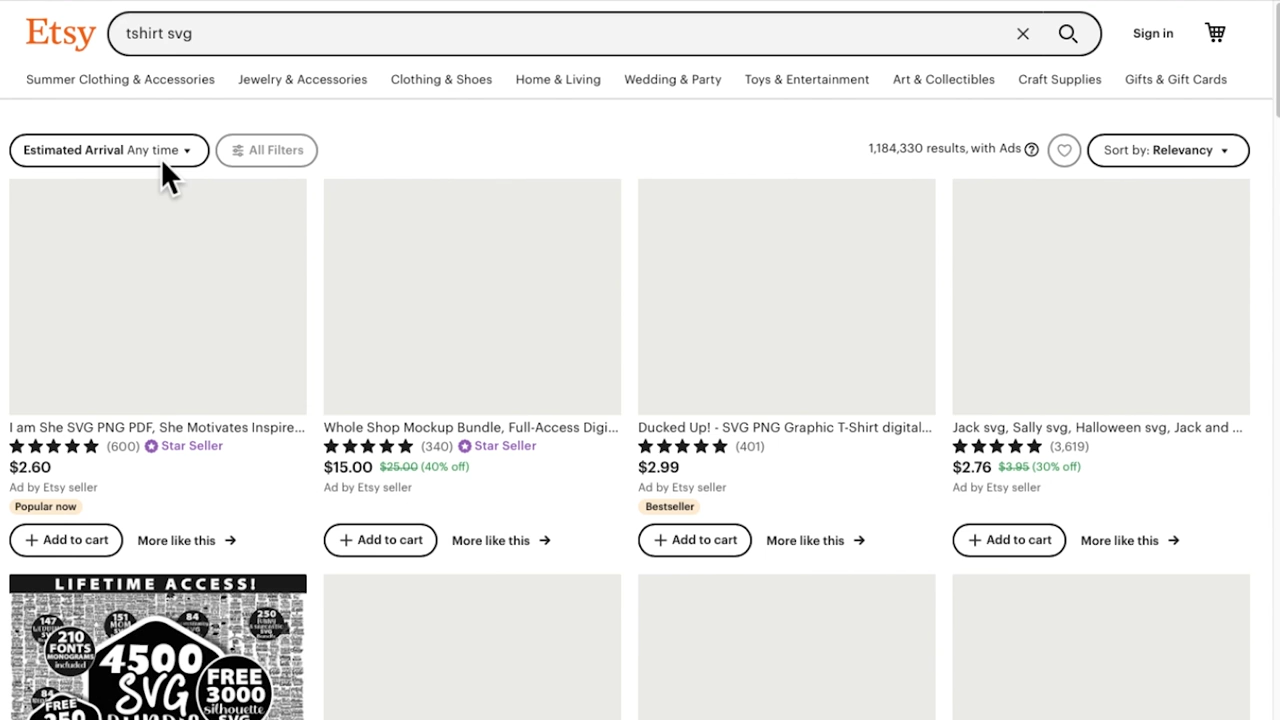 Etsy
tshirt svg
Sign in
Summer Clothing & Accessories
Jewelry & Accessories
Clothing & Shoes
Home & Living
Wedding & Party
Toys & Entertainment
Art & Collectibles
Craft Supplies
Gifts & Gift Cards
Estimated Arrival Any time
All Filters
1,184,330 results, with Ads
Sort by: Relevancy
I am She SVG PNG PDF, She Motivates Inspire...
(600) Star Seller
$2.60
Ad by Etsy seller
Popular now
+ Add to cart
More like this →
Whole Shop Mockup Bundle, Full-Access Digi...
(340) Star Seller
$15.00 $25.00 (40% off)
Ad by Etsy seller
+ Add to cart
More like this →
Ducked Up! - SVG PNG Graphic T-Shirt digital...
(401)
$2.99
Ad by Etsy seller
Bestseller
+ Add to cart
More like this →
Jack svg, Sally svg, Halloween svg, Jack and ...
(3,619)
$2.76 $3.95 (30% off)
Ad by Etsy seller
+ Add to cart
More like this →
LIFETIME ACCESS!
147
151
MOM
84
250
210
FONTS
MONOGRAMS
included
4500
SVG
FREE
3000
silhouette
SVG
84
FREE